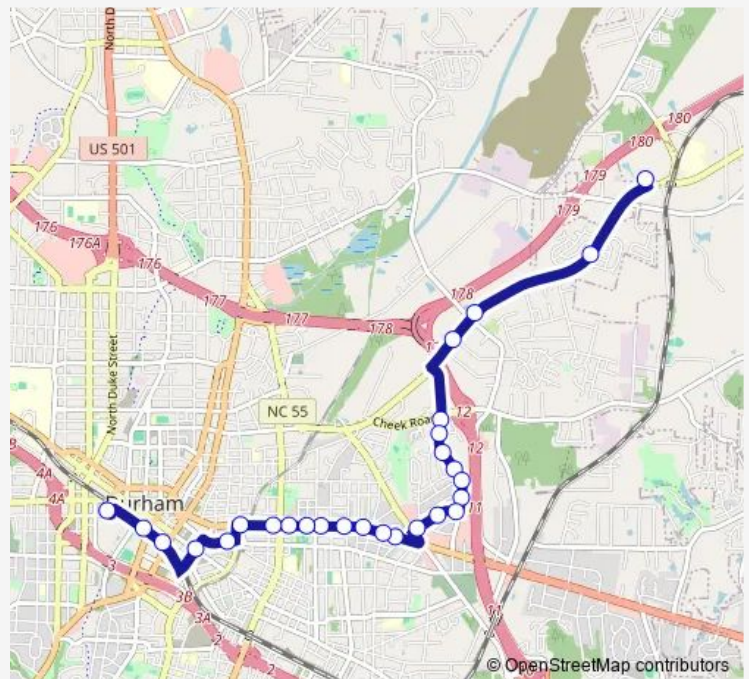 North D
US 501
180
180
179
179
176
176A
176
177
177
178
178
North Duke Street
NC 55
Cheek Road
12
12
4A
4A
Durham
11
3
3B
3A
2
2
11
© OpenStreetMap contributors